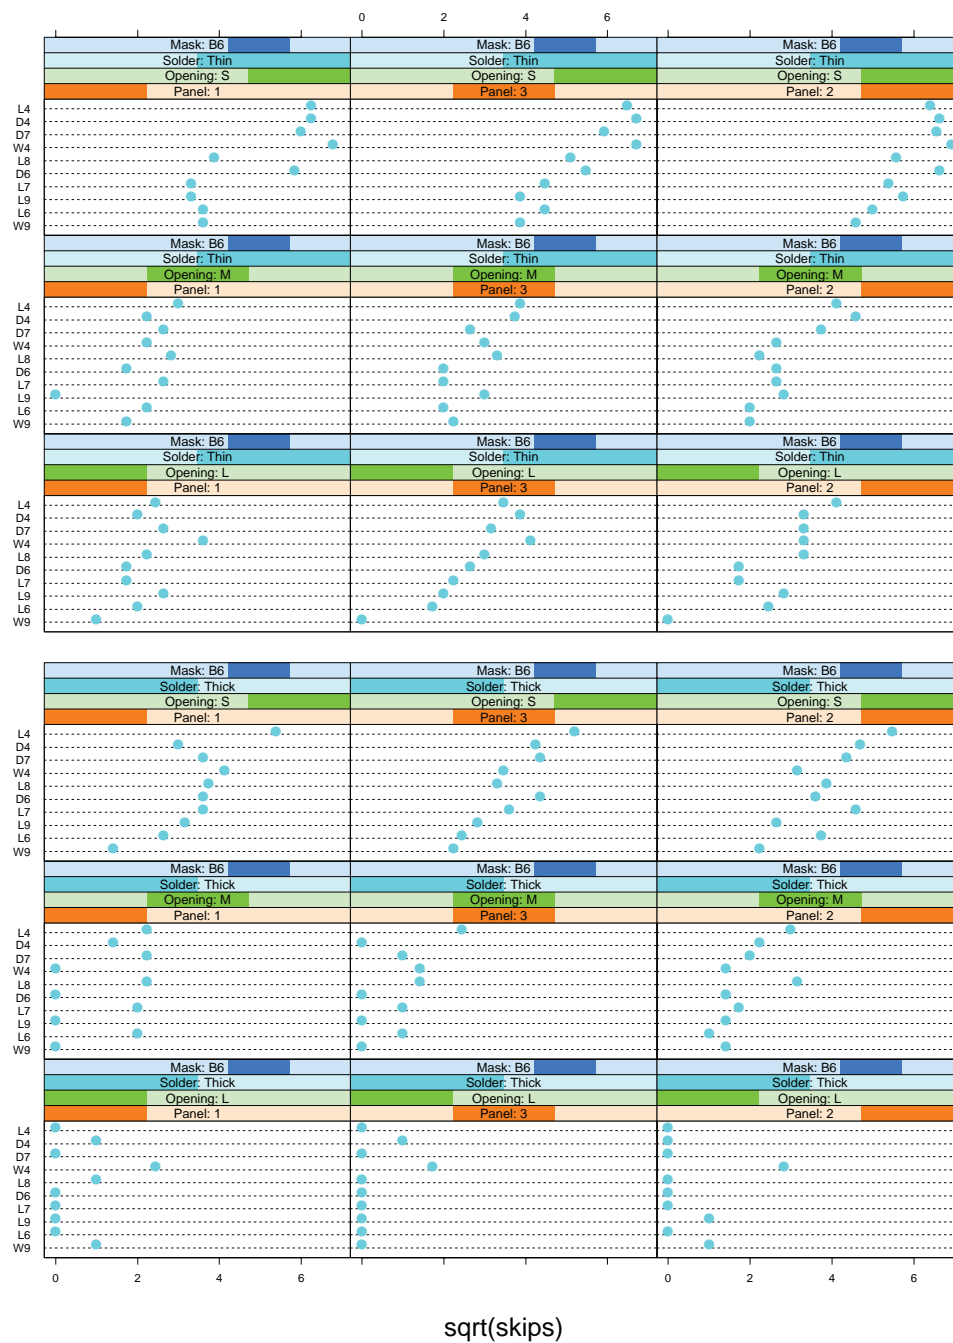 0 2 4 6
Mask: B6 Mask: B6 Mask: B6
Solder: Thin Solder: Thin Solder: Thin
Opening: S Opening: S Opening: S
Panel: 1 Panel: 3 Panel: 2
L4
D4
D7
W4
L8
D6
L7
L9
L6
W9
Mask: B6 Mask: B6 Mask: B6
Solder: Thin Solder: Thin Solder: Thin
Opening: M Opening: M Opening: M
Panel: 1 Panel: 3 Panel: 2
L4
D4
D7
W4
L8
D6
L7
L9
L6
W9
Mask: B6 Mask: B6 Mask: B6
Solder: Thin Solder: Thin Solder: Thin
Opening: L Opening: L Opening: L
Panel: 1 Panel: 3 Panel: 2
L4
D4
D7
W4
L8
D6
L7
L9
L6
W9
Mask: B6 Mask: B6 Mask: B6
Solder: Thick Solder: Thick Solder: Thick
Opening: S Opening: S Opening: S
Panel: 1 Panel: 3 Panel: 2
L4
D4
D7
W4
L8
D6
L7
L9
L6
W9
Mask: B6 Mask: B6 Mask: B6
Solder: Thick Solder: Thick Solder: Thick
Opening: M Opening: M Opening: M
Panel: 1 Panel: 3 Panel: 2
L4
D4
D7
W4
L8
D6
L7
L9
L6
W9
Mask: B6 Mask: B6 Mask: B6
Solder: Thick Solder: Thick Solder: Thick
Opening: L Opening: L Opening: L
Panel: 1 Panel: 3 Panel: 2
L4
D4
D7
W4
L8
D6
L7
L9
L6
W9
0 2 4 6 0 2 4 6
sqrt(skips)